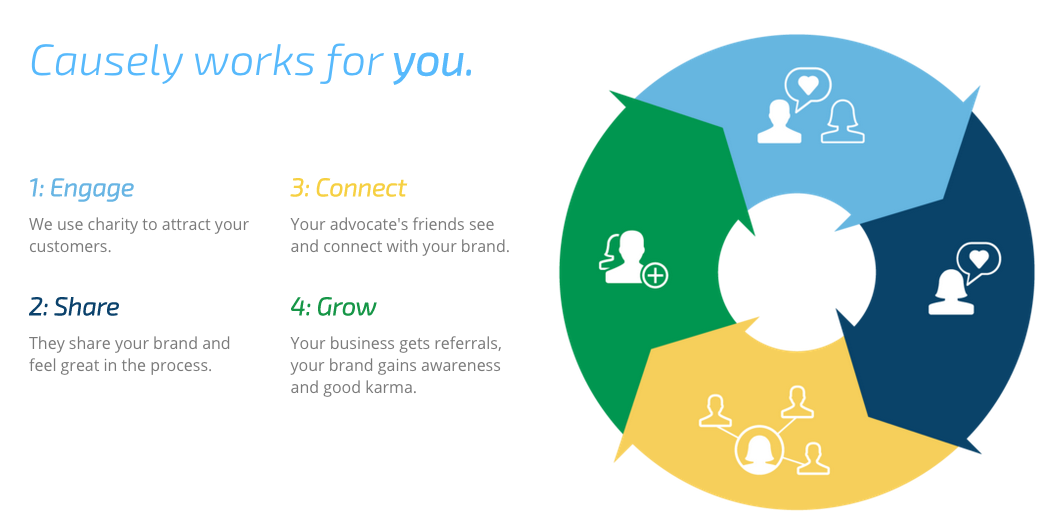 Causely works for you.
1: Engage
We use charity to attract your
customers.
2: Share
They share your brand and
feel great in the process.
3: Connect
Your advocate's friends see
and connect with your brand.
4: Grow
Your business gets referrals,
your brand gains awareness
and good karma.